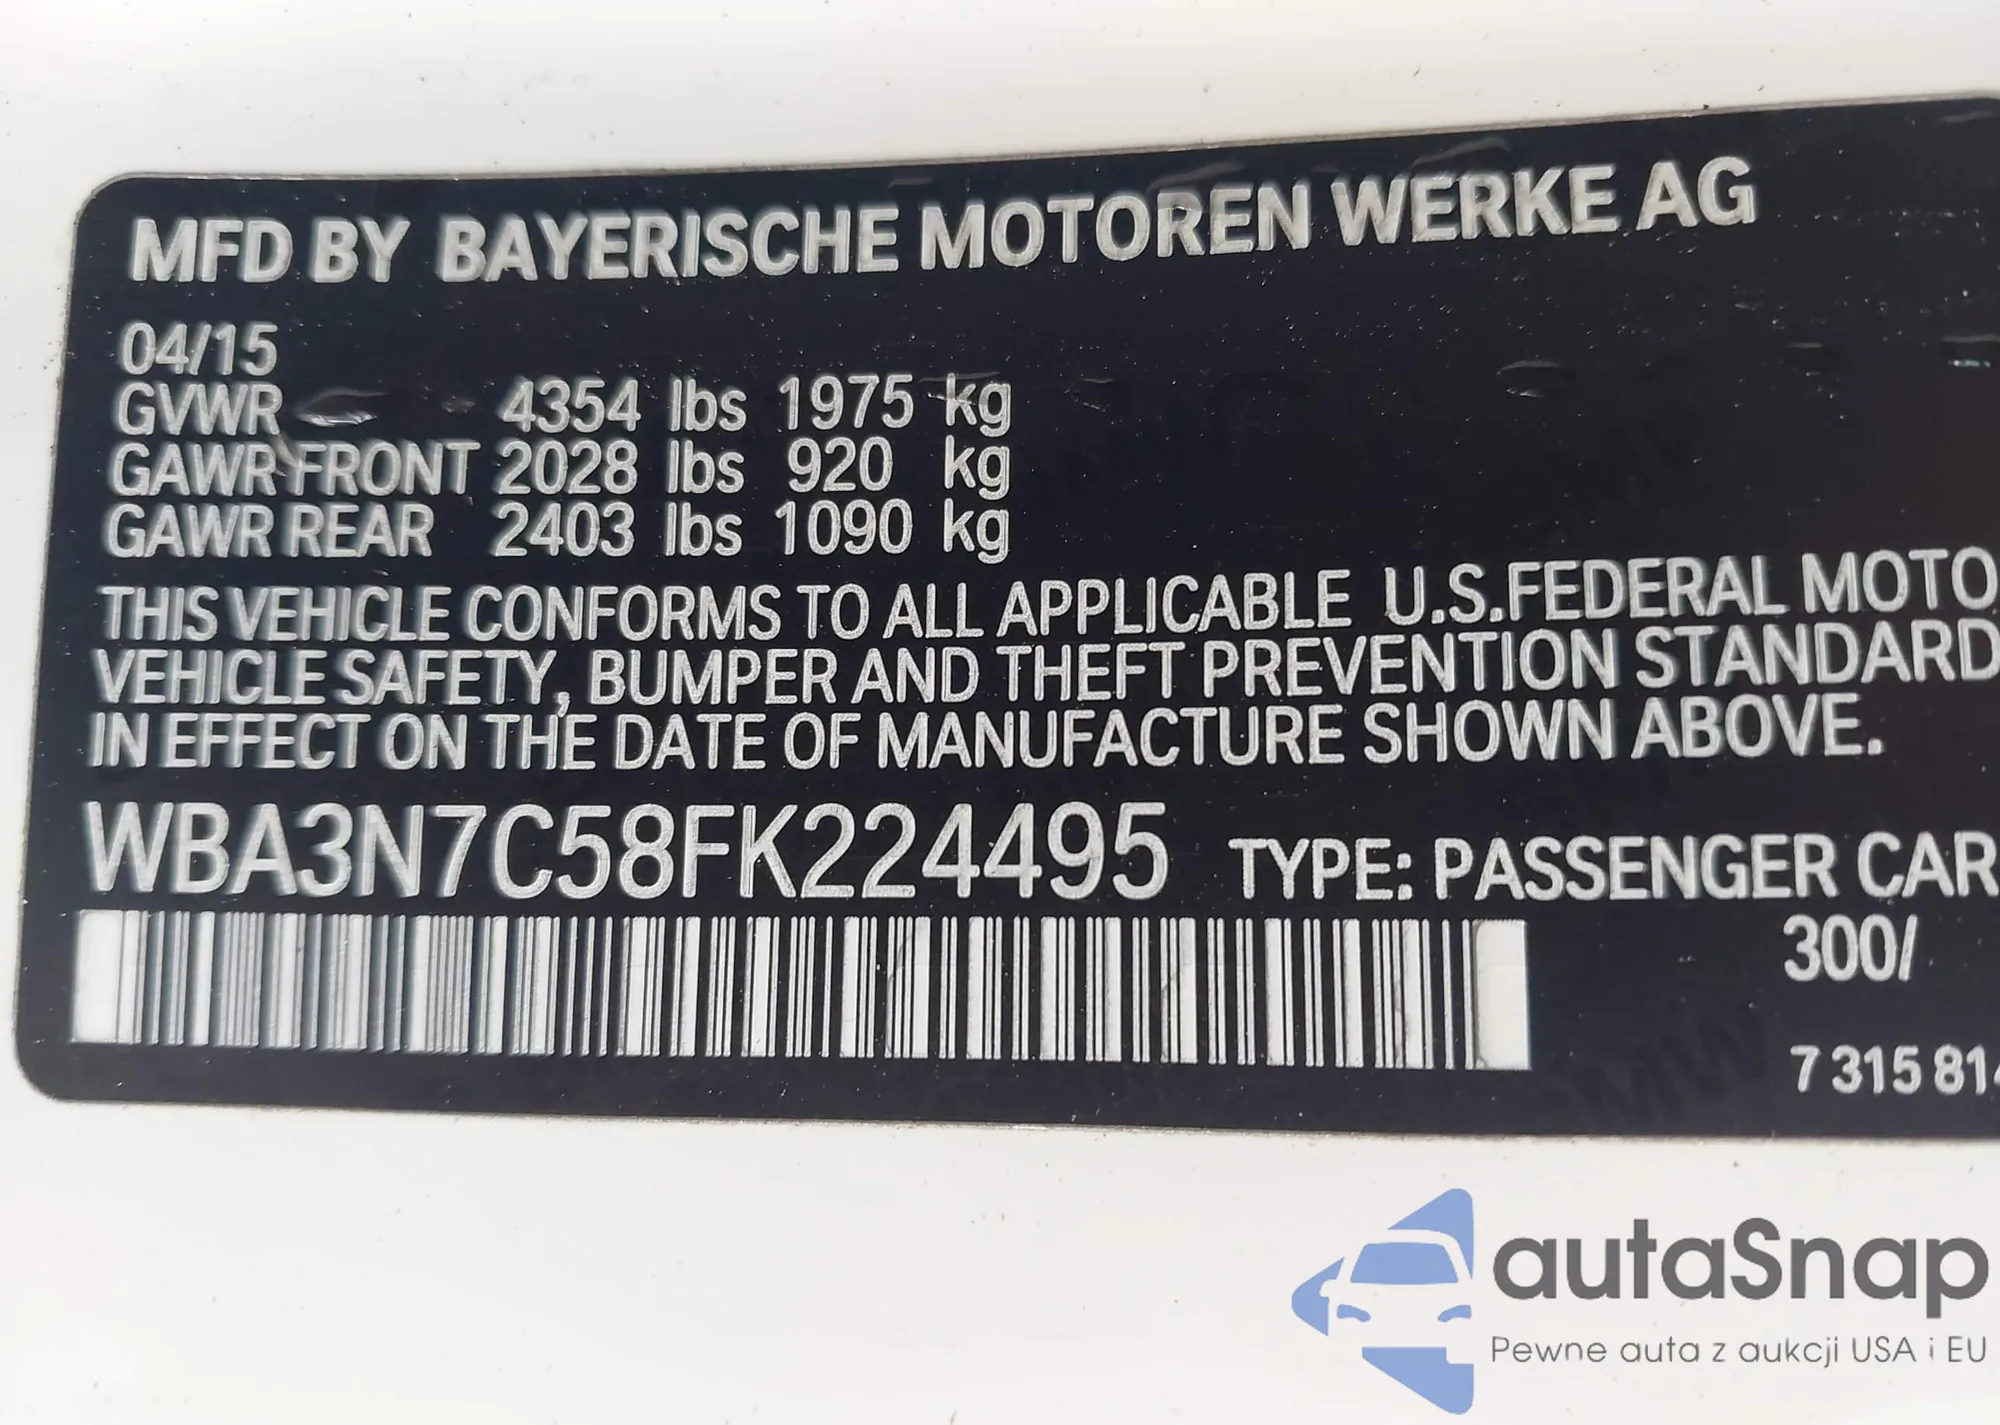 MFD BY BAYERISCHE MOTOREN WERKE AG
04/15
GVWR 4354 lbs 1975 kg
GAWR FRONT 2028 lbs 920 kg
GAWR REAR 2403 lbs 1090 kg
THIS VEHICLE CONFORMS TO ALL APPLICABLE U.S.FEDERAL MOTO
VEHICLE SAFETY, BUMPER AND THEFT PREVENTION STANDARD
IN EFFECT ON THE DATE OF MANUFACTURE SHOWN ABOVE.
WBA3N7C58FK224495 TYPE: PASSENGER CAR
300/
7 315 814
autaSnap
Pewne auta z aukcji USA i EU